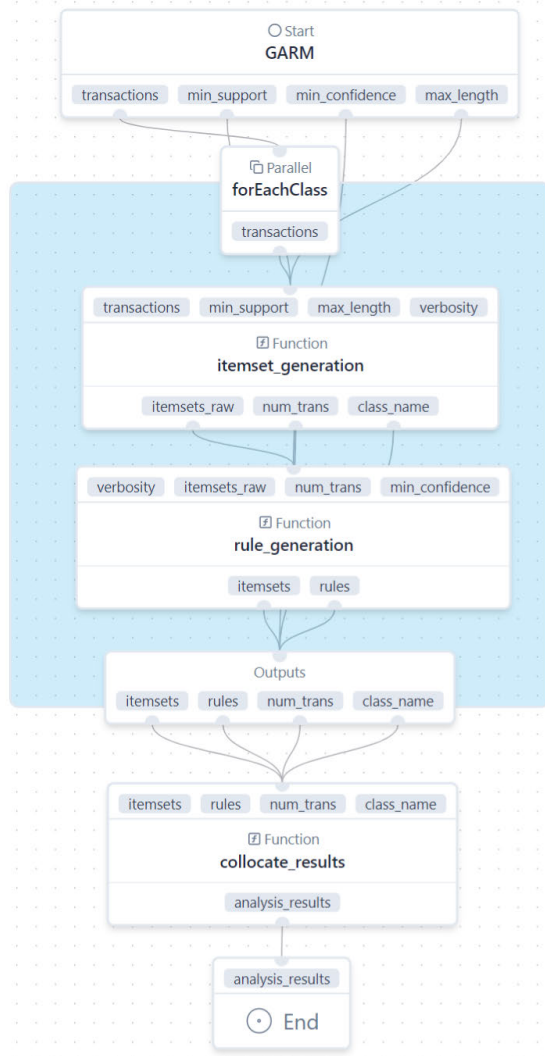 Start
GARM
transactions min_support min_confidence max_length
Parallel
forEachClass
transactions
transactions min_support max_length verbosity
Function
itemset_generation
itemsets_raw num_trans class_name
verbosity itemsets_raw num_trans min_confidence
Function
rule_generation
itemsets rules
Outputs
itemsets rules num_trans class_name
itemsets rules num_trans class_name
Function
collocate_results
analysis_results
analysis_results
End